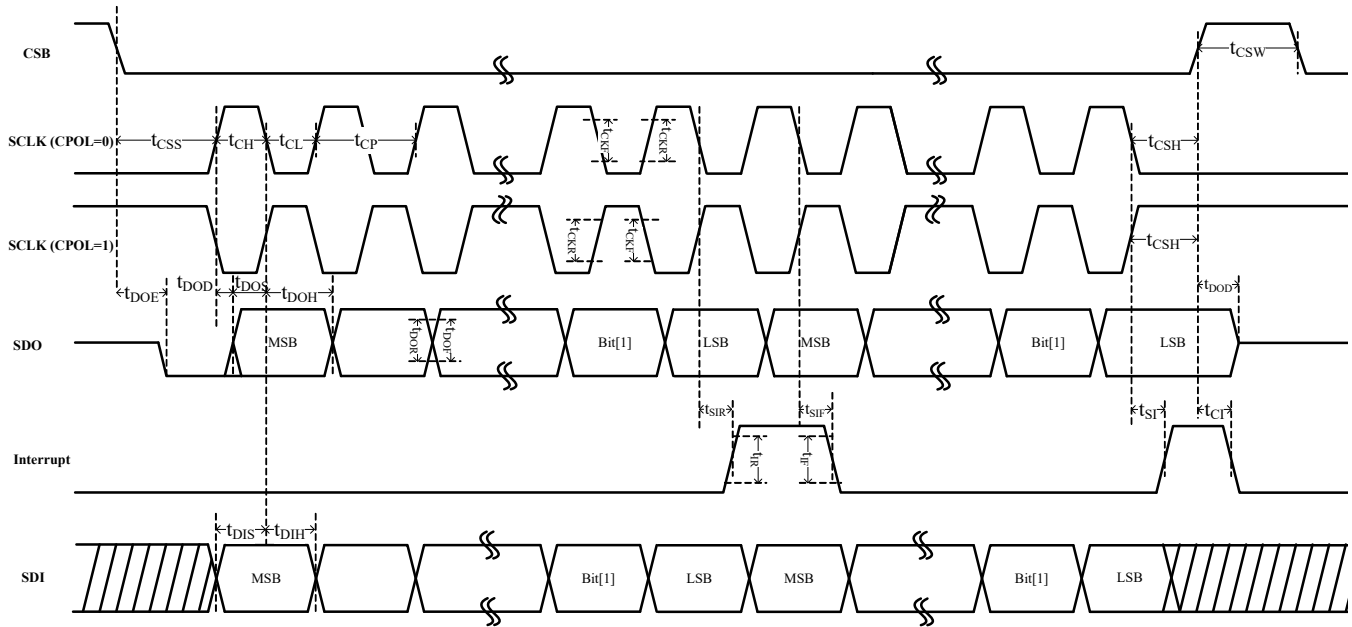 CSB
tCSW
SCLK (CPOL=0)
tCSS
tCH
tCL
tCP
tCKF
tCKR
tCSH
SCLK (CPOL=1)
tCKR
tCKF
tCSH
tDOE
tDOD
tDOS
tDOH
tDOD
SDO
MSB
tDOR
tDOF
Bit[1]
LSB
MSB
Bit[1]
LSB
tSIR
tSIF
tSI
tCI
Interrupt
tIR
tIF
tDIS
tDIH
SDI
MSB
Bit[1]
LSB
MSB
Bit[1]
LSB